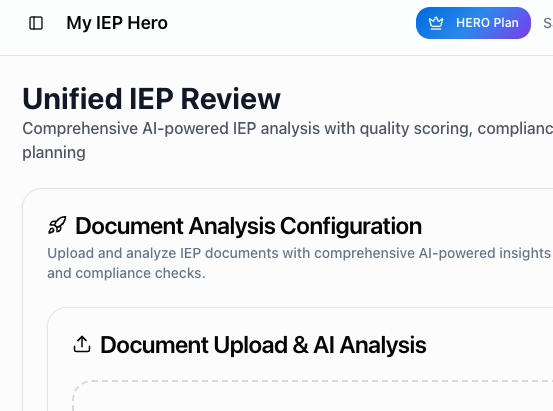 My IEP Hero
HERO Plan
Unified IEP Review
Comprehensive AI-powered IEP analysis with quality scoring,
planning
Document Analysis Configuration
Upload and analyze IEP documents with comprehensive AI-powered insights
and compliance checks.
Document Upload & AI Analysis